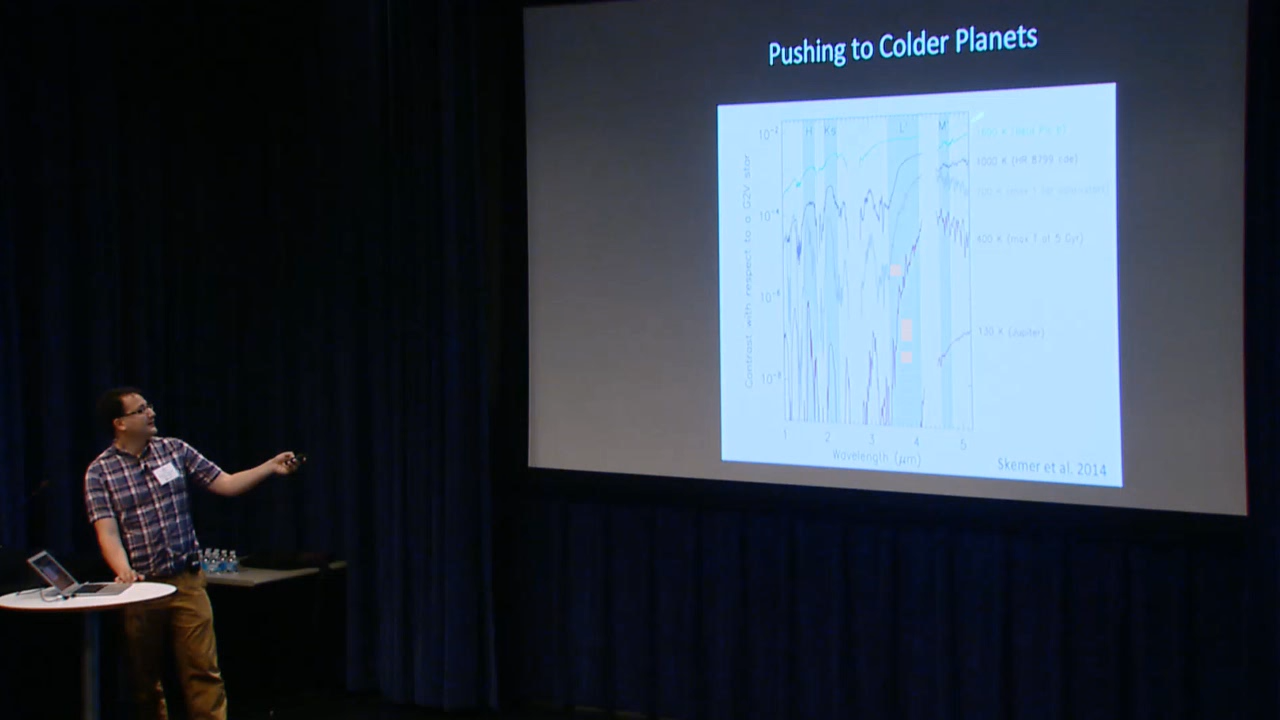 Pushing to Colder Planets
H Ks L' M'
10⁻²
1000 K (HR 8799 cde)
10⁻⁴
400 K (max T at 5 Gyr)
10⁻⁶
130 K (Jupiter)
10⁻⁸
Contrast with respect to a G2V star
1 2 3 4 5
Wavelength (μm)
Skemer et al. 2014